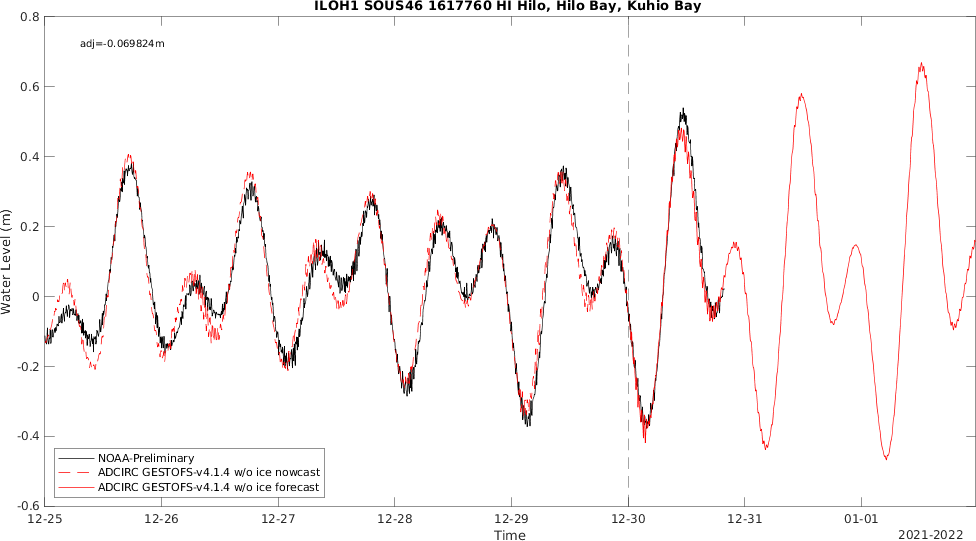 ILOH1 SOUS46 1617760 HI Hilo, Hilo Bay, Kuhio Bay
adj=-0.069824m
Water Level (m)
0.8
0.6
0.4
0.2
0
-0.2
-0.4
-0.6
NOAA-Preliminary
ADCIRC GESTOFS-v4.1.4 w/o ice nowcast
ADCIRC GESTOFS-v4.1.4 w/o ice forecast
12-25 12-26 12-27 12-28 12-29 12-30 12-31 01-01
Time
2021-2022